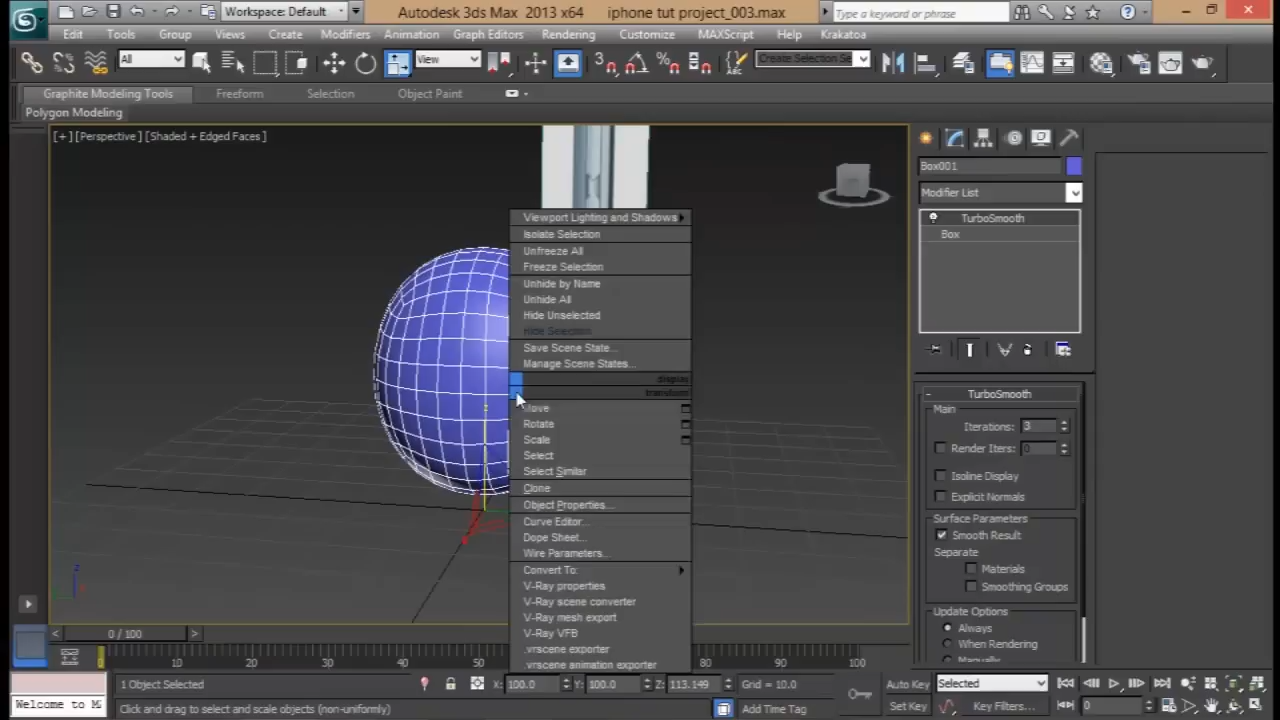 Workspace: Default
Autodesk 3ds Max 2013 x64
iphone tut project_003.max
Type a keyword or phrase
Edit Tools Group Views Create Modifiers Animation Graph Editors Rendering Customize MAXScript Help Krakatoa
All
View
3
%
Create Selection Se
Graphite Modeling Tools Freeform Selection Object Paint
Polygon Modeling
[+] [Perspective] [Shaded + Edged Faces]
Viewport Lighting and Shadows
Isolate Selection
Unfreeze All
Freeze Selection
Unhide by Name
Unhide All
Hide Unselected
Hide Selection
Save Scene State...
Manage Scene States...
display
transform
Move
Rotate
Scale
Select
Select Similar
Clone
Object Properties...
Curve Editor...
Dope Sheet...
Wire Parameters...
Convert To:
V-Ray properties
V-Ray scene converter
V-Ray mesh export
V-Ray VFB
.vrscene exporter
.vrscene animation exporter
Box001
Modifier List
TurboSmooth
Box
- TurboSmooth
Main
Iterations: 3
Render Iters: 0
Isoline Display
Explicit Normals
Surface Parameters
Smooth Result
Separate
Materials
Smoothing Groups
Update Options
Always
When Rendering
Manually
z
< 0 / 100 >
0 10 20 30 40 50 80 90 100
1 Object Selected
X: 100.0 Y: 100.0 Z: 113.149 Grid = 10.0
Auto Key Selected
Welcome to M
Click and drag to select and scale objects (non-uniformly)
Add Time Tag
Set Key Key Filters... 0